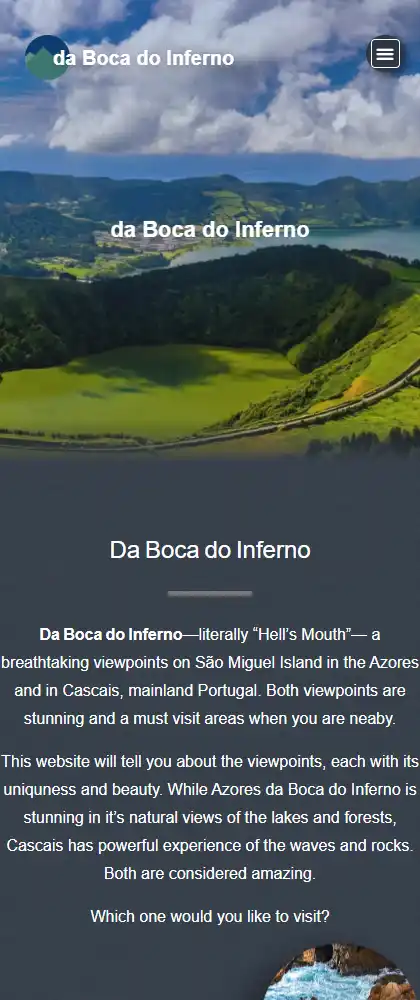 da Boca do Inferno
da Boca do Inferno
Da Boca do Inferno
Da Boca do Inferno—literally “Hell’s Mouth”— a
breathtaking viewpoints on São Miguel Island in the Azores
and in Cascais, mainland Portugal. Both viewpoints are
stunning and a must visit areas when you are neaby.
This website will tell you about the viewpoints, each with its
uniquness and beauty. While Azores da Boca do Inferno is
stunning in it’s natural views of the lakes and forests,
Cascais has powerful experience of the waves and rocks.
Both are considered amazing.
Which one would you like to visit?